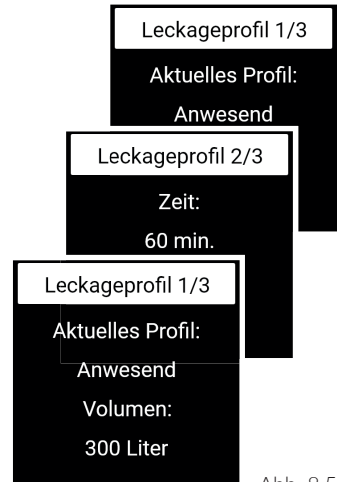 Leckageprofil 1/3
Aktuelles Profil:
Anwesend
Leckageprofil 2/3
Zeit:
60 min.
Leckageprofil 1/3
Aktuelles Profil:
Anwesend
Volumen:
300 Liter